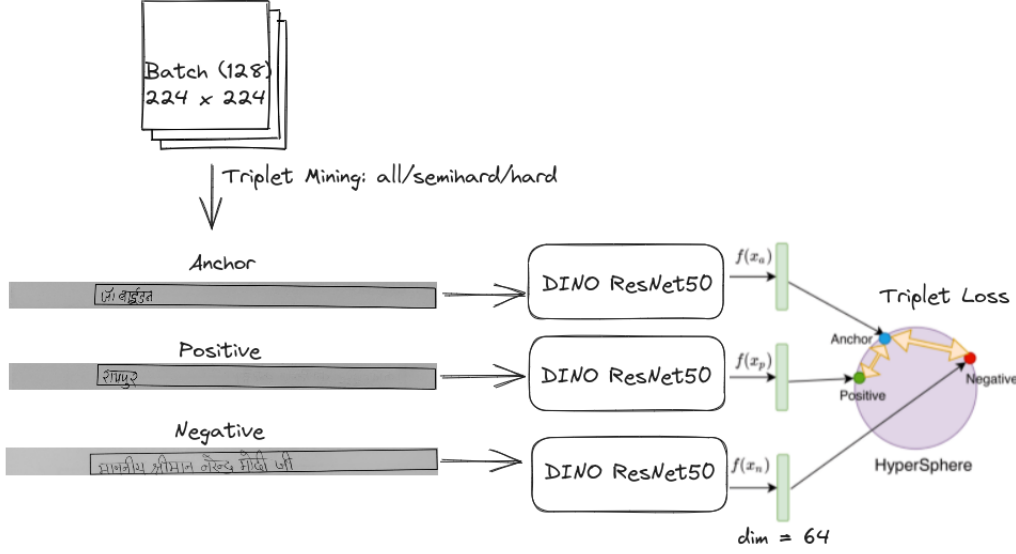 Batch (128)
224 x 224
Triplet Mining: all/semihard/hard
Anchor
जो बाईडन
DINO ResNet50
f(xₐ)
Triplet Loss
Anchor
Positive
रायपुर
DINO ResNet50
f(xₚ)
Positive
Negative
Negative
माननीय श्रीमान नरेन्द्र मोदी जी
DINO ResNet50
f(xₙ)
HyperSphere
dim = 64